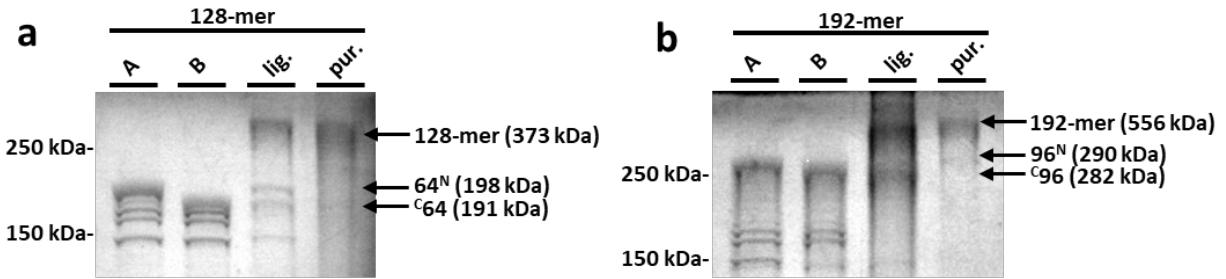 a
128-mer
A B lig. pur.
250 kDa-
150 kDa-
128-mer (373 kDa)
64ᴺ (198 kDa)
ᶜ64 (191 kDa)
b
192-mer
A B lig. pur.
250 kDa-
150 kDa-
192-mer (556 kDa)
96ᴺ (290 kDa)
ᶜ96 (282 kDa)